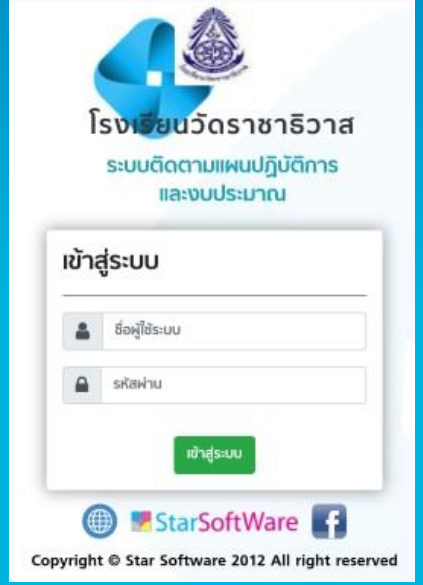 โรงเรียนวัดราชาธิวาส
ระบบติดตามแผนปฏิบัติการ
และงบประมาณ
เข้าสู่ระบบ
ชื่อผู้ใช้ระบบ
รหัสผ่าน
เข้าสู่ระบบ
StarSoftWare f
Copyright © Star Software 2012 All right reserved